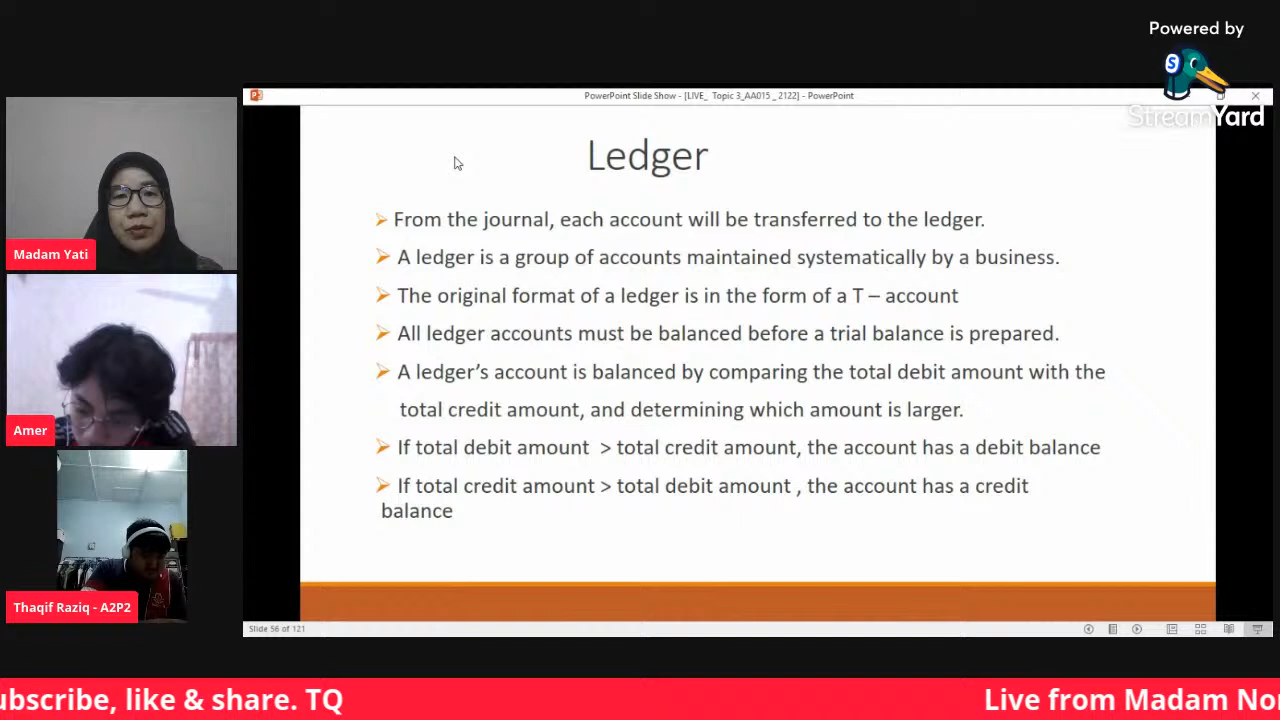 Powered by
StreamYard
PowerPoint Slide Show - [LIVE_ Topic 3_AA015 _ 2122] - PowerPoint
Ledger
From the journal, each account will be transferred to the ledger.
A ledger is a group of accounts maintained systematically by a business.
The original format of a ledger is in the form of a T – account
All ledger accounts must be balanced before a trial balance is prepared.
A ledger’s account is balanced by comparing the total debit amount with the
total credit amount, and determining which amount is larger.
If total debit amount > total credit amount, the account has a debit balance
If total credit amount > total debit amount , the account has a credit
balance
Slide 56 of 121
Madam Yati
Amer
Thaqif Raziq - A2P2
ubscribe, like & share. TQ
Live from Madam Nor